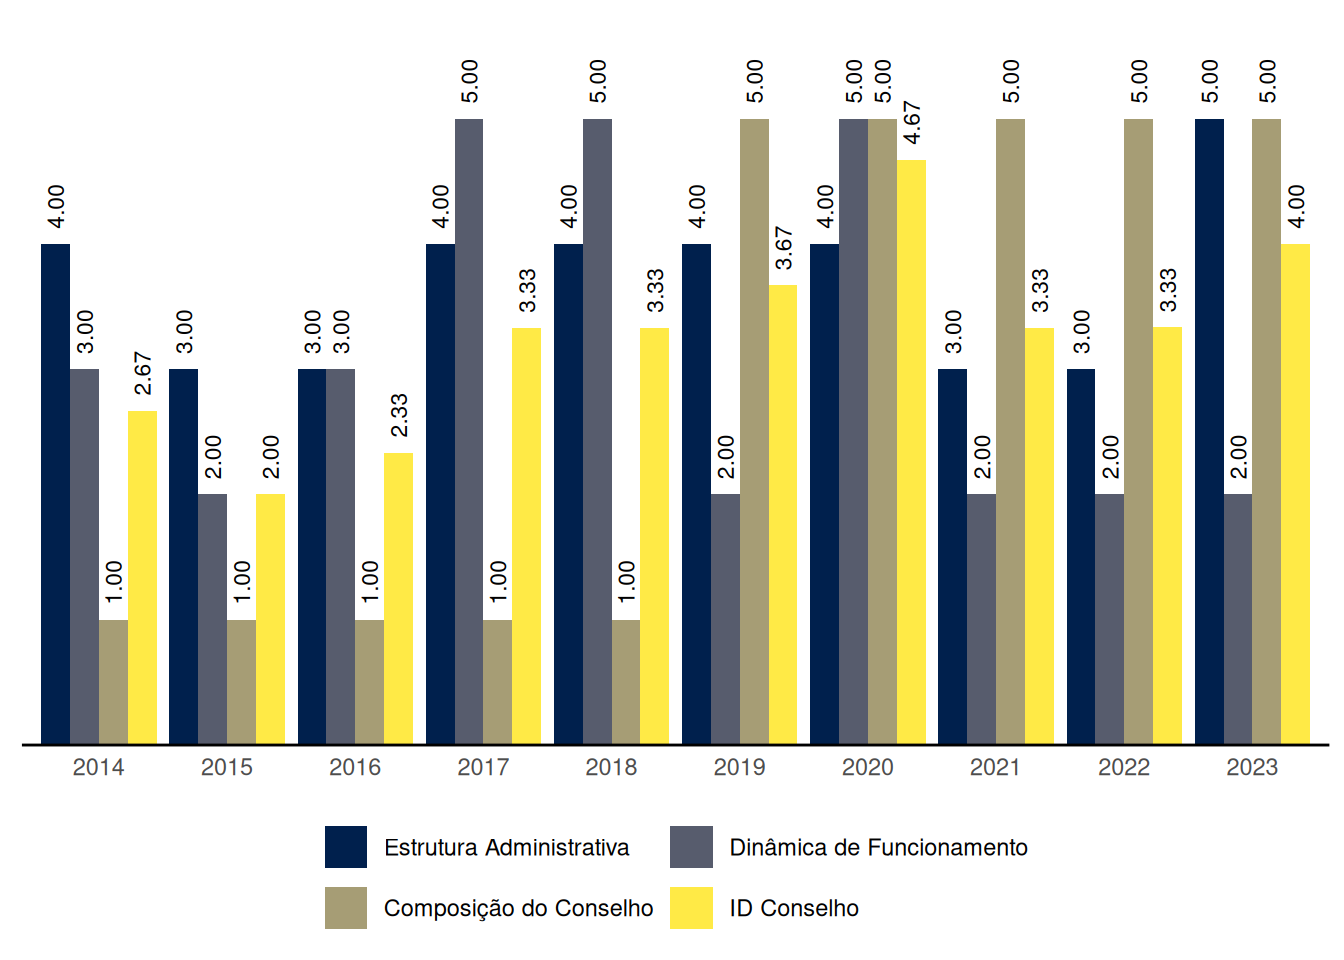 4.00 3.00 1.00 2.67
3.00 2.00 1.00 2.00
3.00 3.00 1.00 2.33
4.00 5.00 1.00 3.33
4.00 5.00 1.00 3.33
4.00 2.00 5.00 3.67
4.00 5.00 5.00 4.67
3.00 2.00 5.00 3.33
3.00 2.00 5.00 3.33
5.00 2.00 5.00 4.00
2014 2015 2016 2017 2018 2019 2020 2021 2022 2023
Estrutura Administrativa Dinâmica de Funcionamento
Composição do Conselho ID Conselho